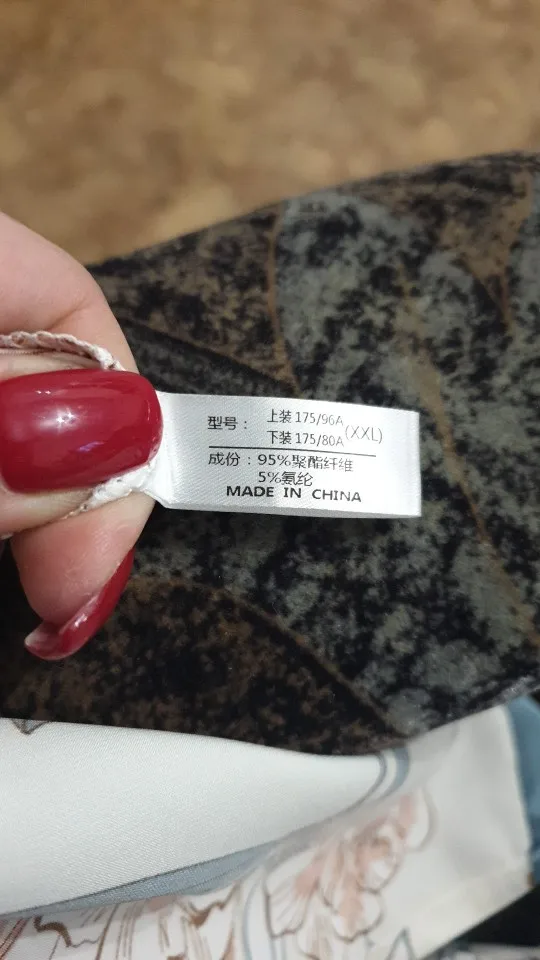 型号： 上装 175/96A (XXL)
下装 175/80A
成份：95%聚酯纤维
5%氨纶
MADE IN CHINA